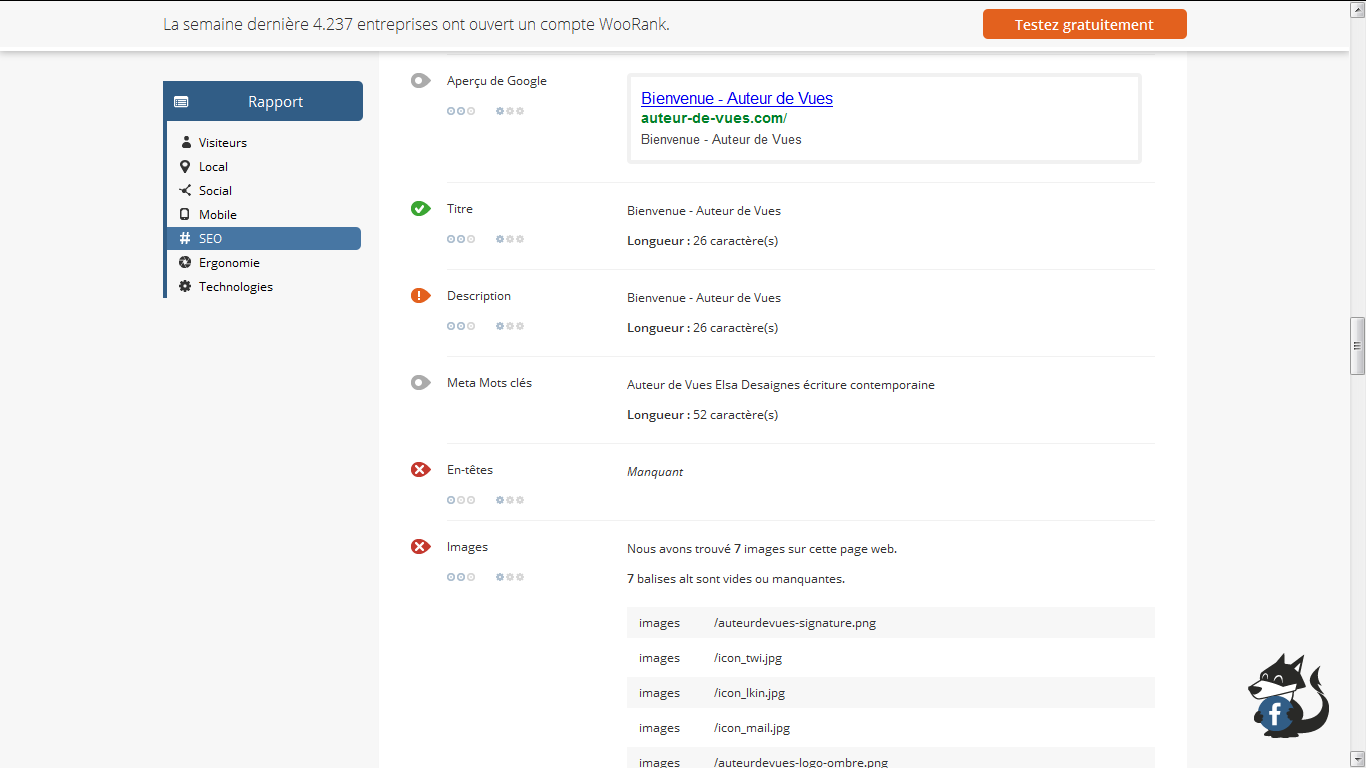 La semaine dernière 4.237 entreprises ont ouvert un compte WooRank.
Testez gratuitement
Rapport
Visiteurs
Local
Social
Mobile
SEO
Ergonomie
Technologies
Aperçu de Google
Bienvenue - Auteur de Vues
auteur-de-vues.com/
Bienvenue - Auteur de Vues
Titre
Bienvenue - Auteur de Vues
Longueur : 26 caractère(s)
Description
Bienvenue - Auteur de Vues
Longueur : 26 caractère(s)
Meta Mots clés
Auteur de Vues Elsa Desaignes écriture contemporaine
Longueur : 52 caractère(s)
En-têtes
Manquant
Images
Nous avons trouvé 7 images sur cette page web.
7 balises alt sont vides ou manquantes.
images /auteurdevues-signature.png
images /icon_twi.jpg
images /icon_lkin.jpg
images /icon_mail.jpg
images /auteurdevues-logo-ombre.png